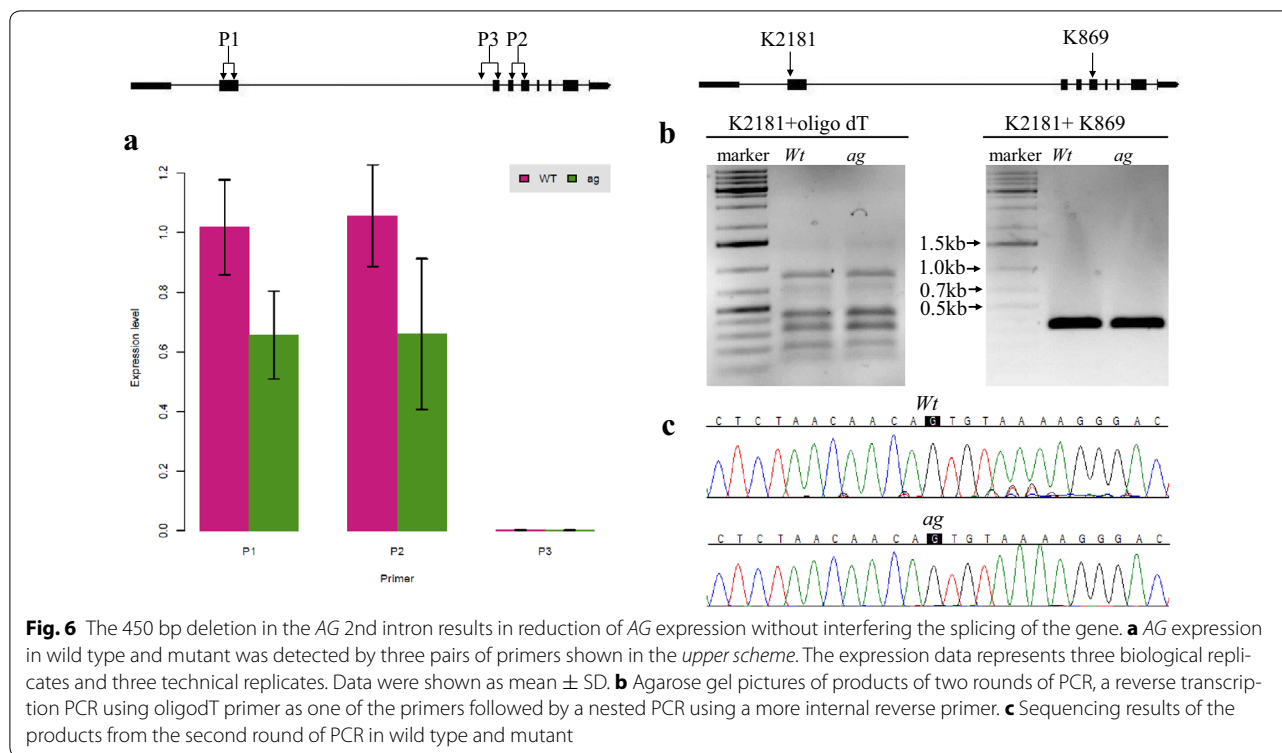 P1 P3 P2
K2181 K869
a
WT ag
Expression level
1.2
1.0
0.8
0.6
0.4
0.2
0.0
P1 P2 P3
Primer
b
K2181+oligo dT K2181+ K869
marker Wt ag marker Wt ag
1.5kb
1.0kb
0.7kb
0.5kb
c
Wt
C T C T A A C A A C A G T G T A A A A G G G A C
ag
C T C T A A C A A C A G T G T A A A A G G G A C
Fig. 6 The 450 bp deletion in the AG 2nd intron results in reduction of AG expression without interfering the splicing of the gene. a AG expression
in wild type and mutant was detected by three pairs of primers shown in the upper scheme. The expression data represents three biological repli-
cates and three technical replicates. Data were shown as mean ± SD. b Agarose gel pictures of products of two rounds of PCR, a reverse transcrip-
tion PCR using oligodT primer as one of the primers followed by a nested PCR using a more internal reverse primer. c Sequencing results of the
products from the second round of PCR in wild type and mutant